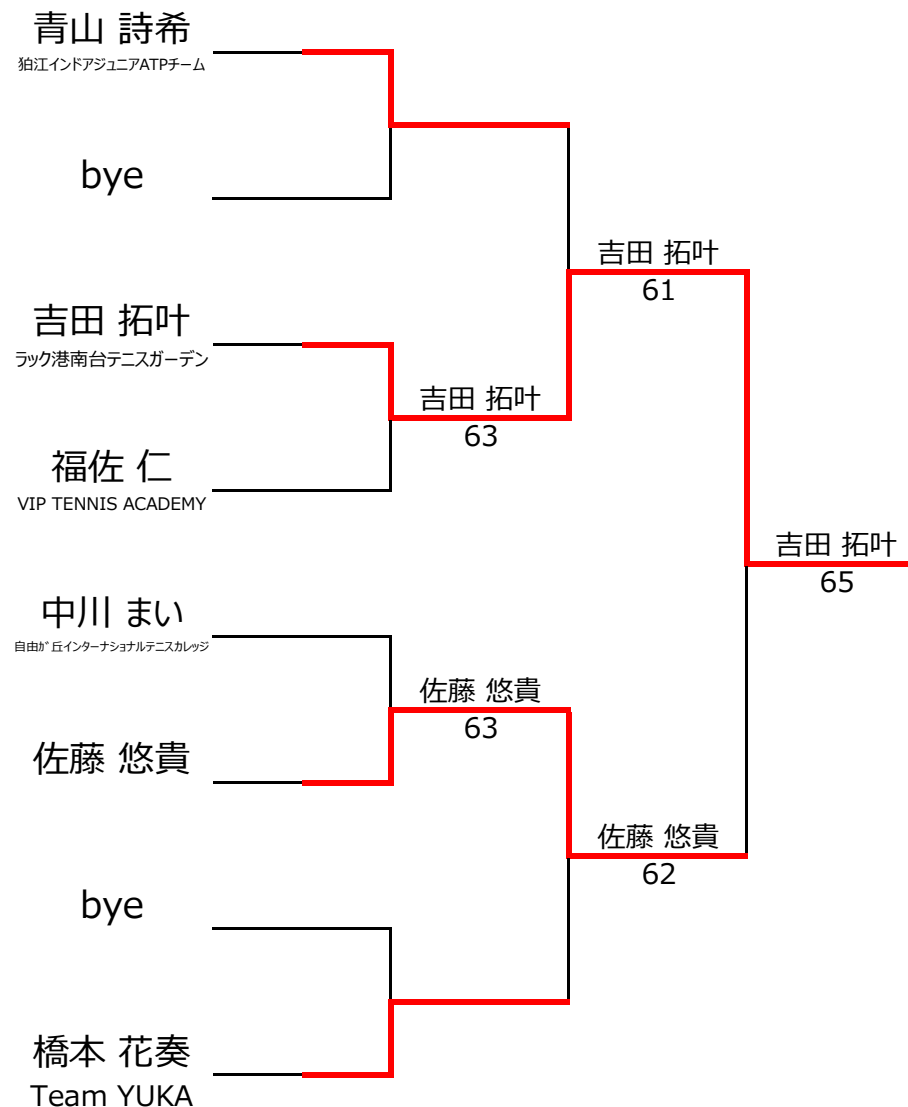 青山 詩希
狛江インドアジュニアATPチーム
bye
吉田 拓叶
61
吉田 拓叶
ラック港南台テニスガーデン
吉田 拓叶
63
福佐 仁
VIP TENNIS ACADEMY
吉田 拓叶
65
中川 まい
自由が丘インターナショナルテニスカレッジ
佐藤 悠貴
63
佐藤 悠貴
佐藤 悠貴
62
bye
橋本 花奏
Team YUKA